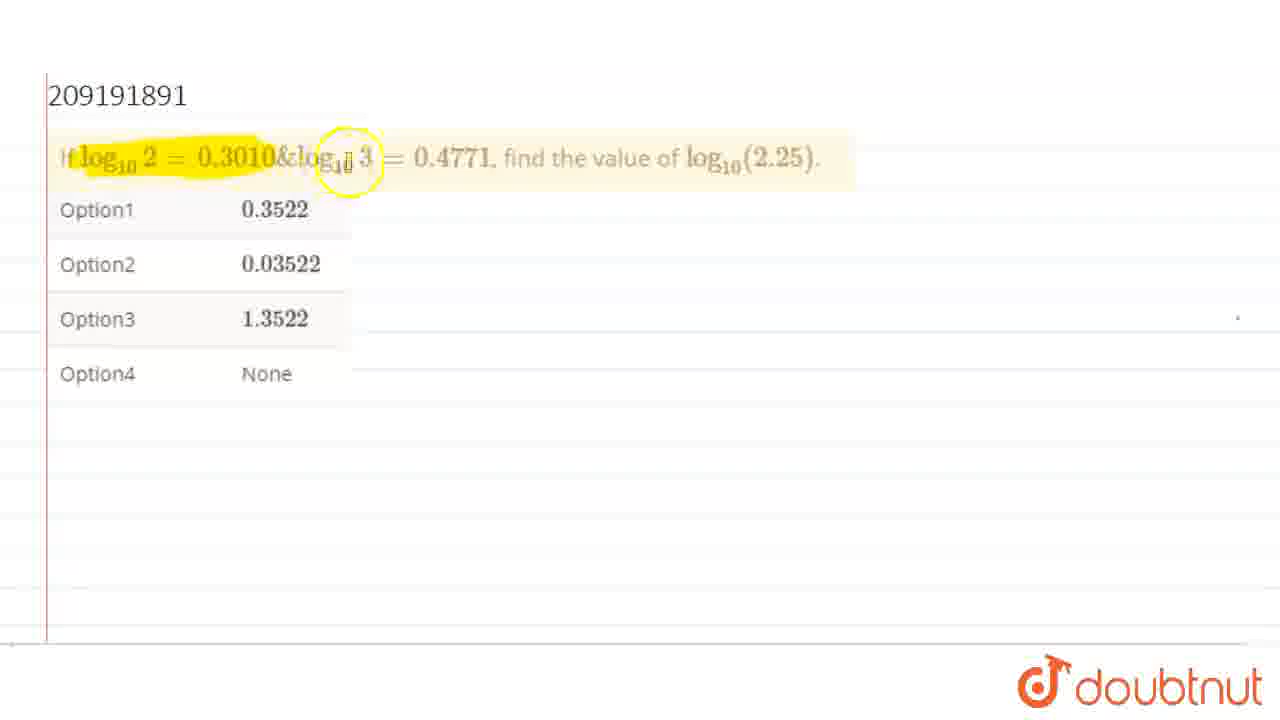 209191891
If log₁₀ 2 = 0.3010&log₁₀ 3 = 0.4771, find the value of log₁₀(2.25).
Option1 0.3522
Option2 0.03522
Option3 1.3522
Option4 None
doubtnut